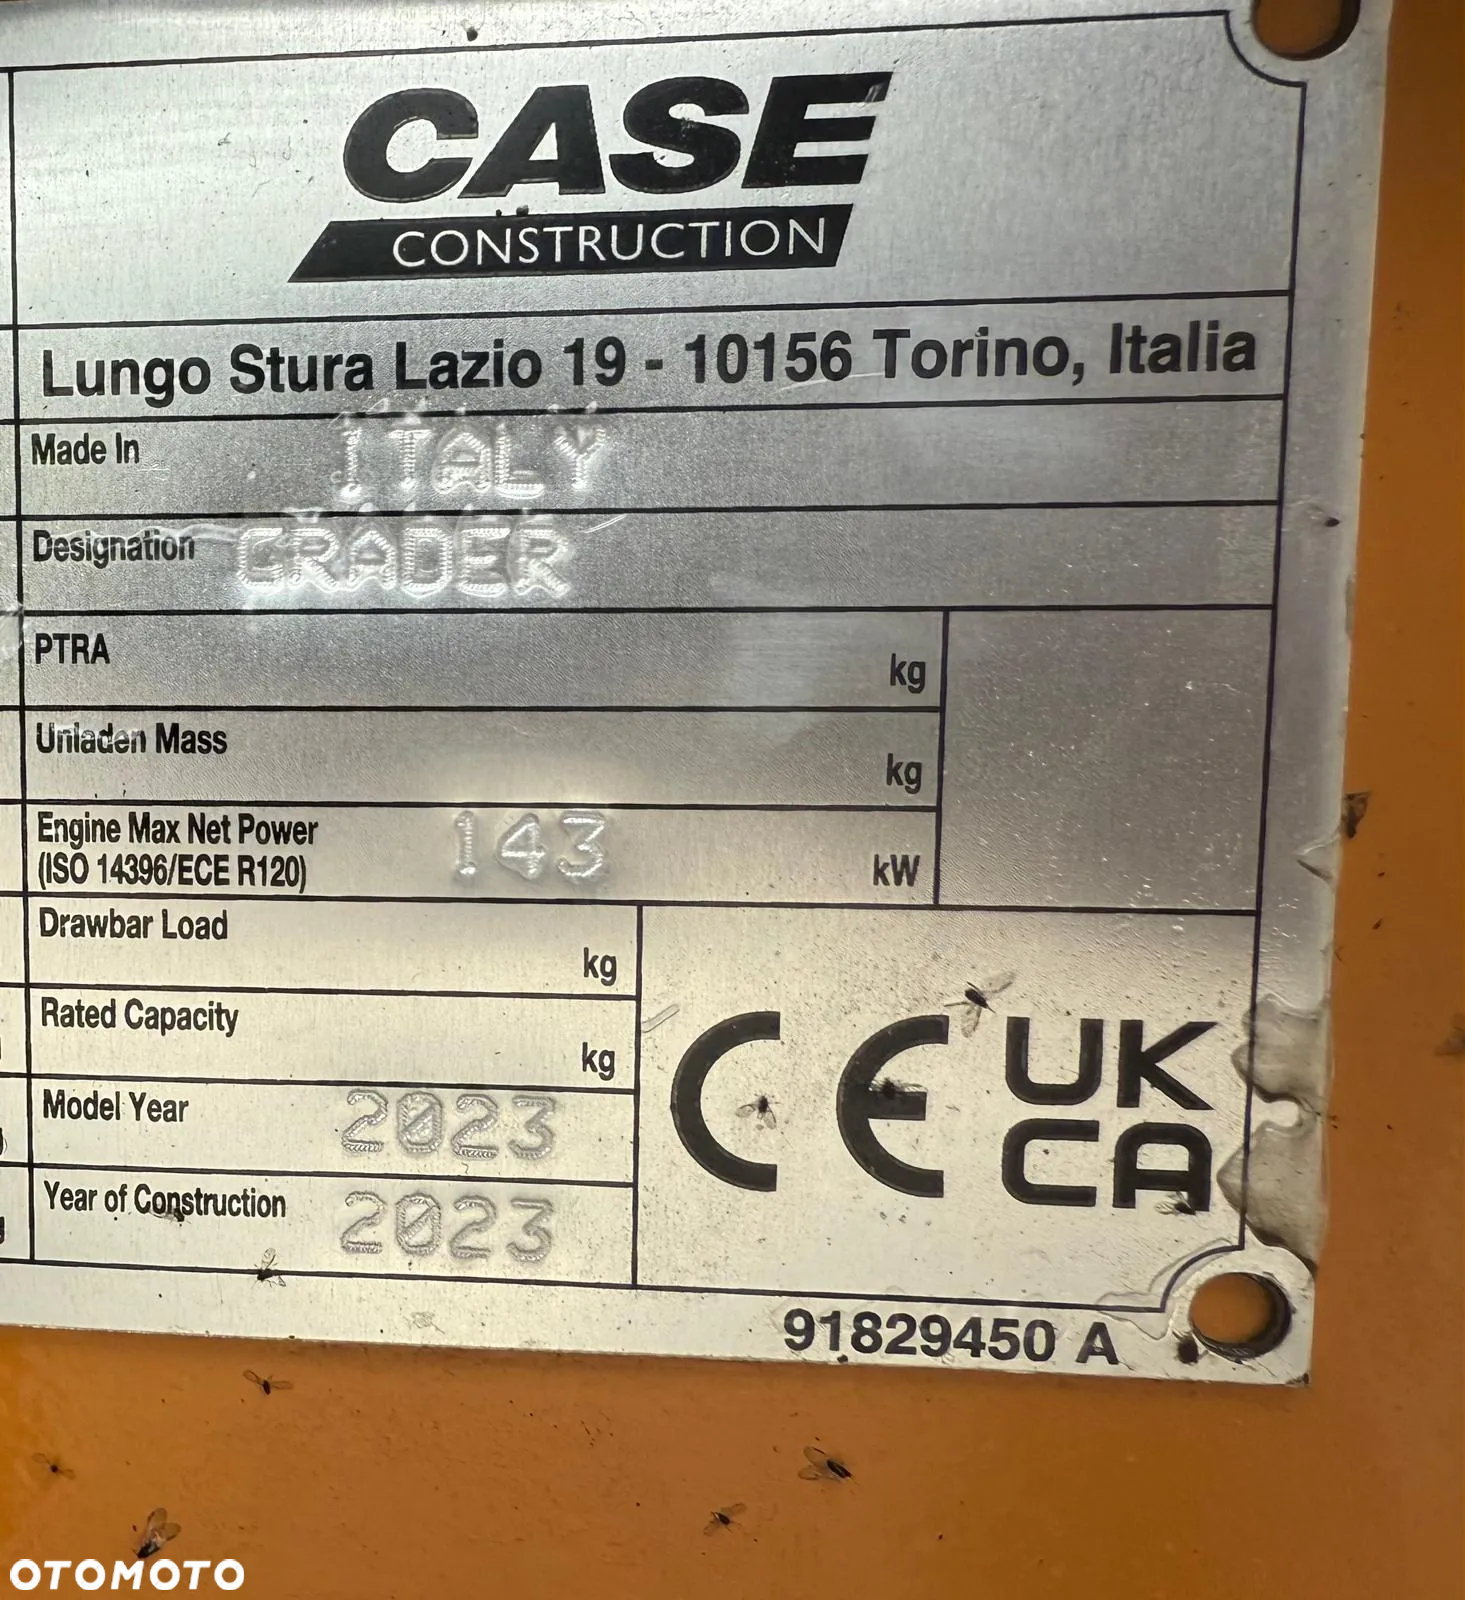 CASE
CONSTRUCTION
Lungo Stura Lazio 19 - 10156 Torino, Italia
Made In ITALY
Designation GRADER
PTRA kg
Unladen Mass kg
Engine Max Net Power
(ISO 14396/ECE R120) 143 kW
Drawbar Load kg
Rated Capacity kg
Model Year 2023
Year of Construction 2023
CE UK
CA
91829450 A
OTOMOTO